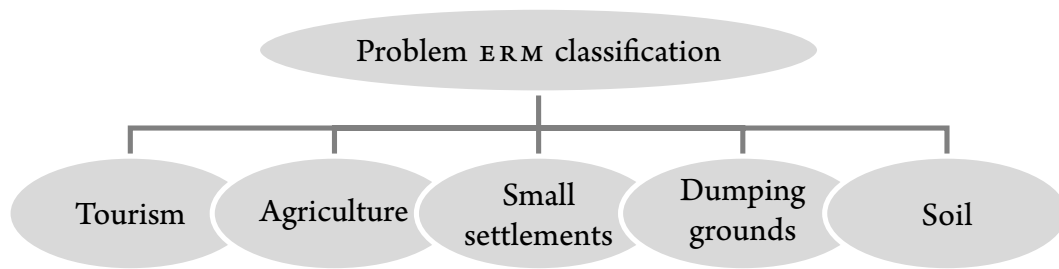 Problem ERM classification
Tourism
Agriculture
Small
settlements
Dumping
grounds
Soil